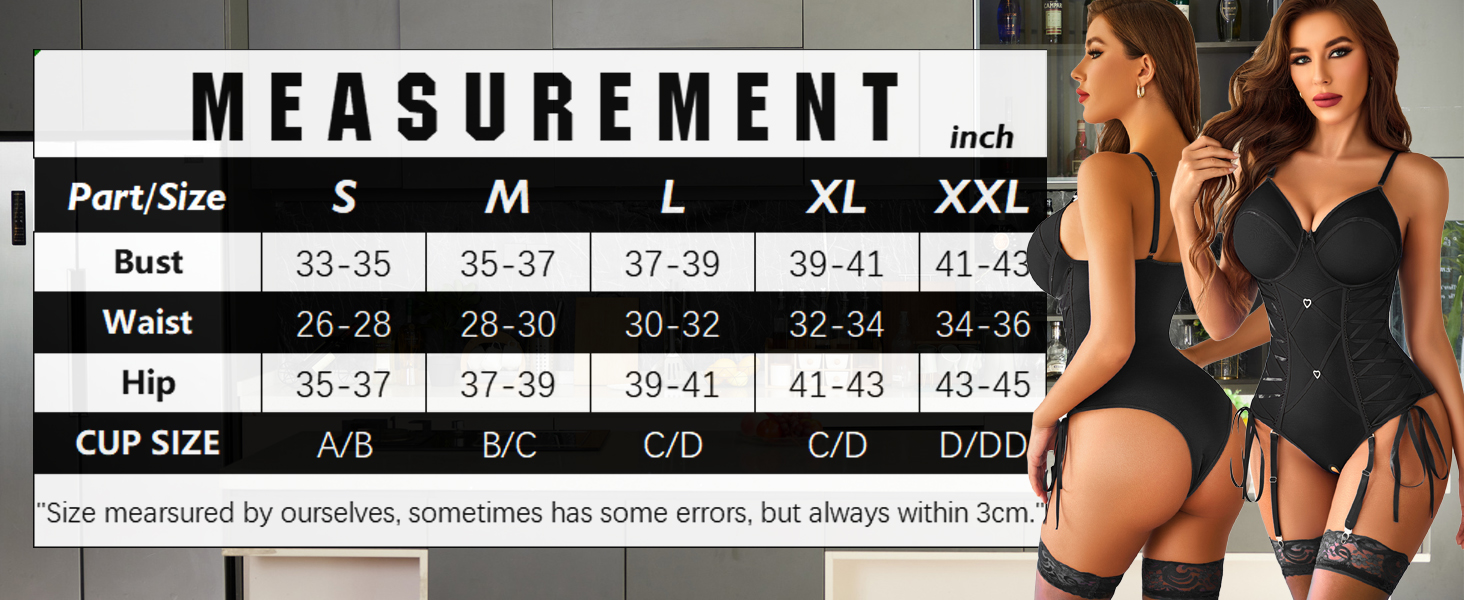 MEASUREMENT inch
Part/Size S M L XL XXL
Bust 33-35 35-37 37-39 39-41 41-43
Waist 26-28 28-30 30-32 32-34 34-36
Hip 35-37 37-39 39-41 41-43 43-45
CUP SIZE A/B B/C C/D C/D D/DD
"Size mearsured by ourselves, sometimes has some errors, but always within 3cm."